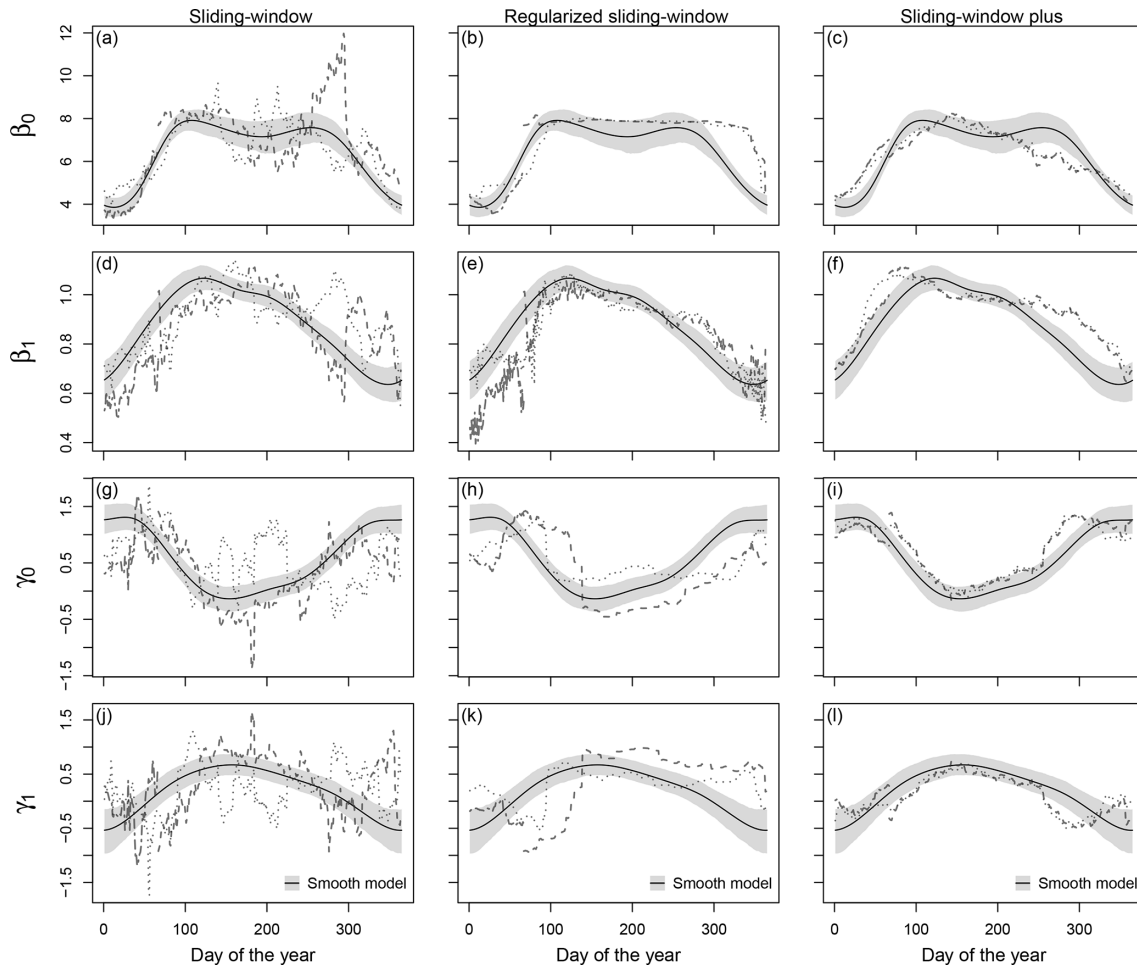 Sliding-window Regularized sliding-window Sliding-window plus
(a) (b) (c)
β0
4 6 8 10 12
(d) (e) (f)
β1
0.4 0.6 0.8 1.0
(g) (h) (i)
γ0
−1.5 −0.5 0.5 1.5
(j) (k) (l)
γ1
−1.5 −0.5 0.5 1.5
Smooth model Smooth model Smooth model
0 100 200 300 0 100 200 300 0 100 200 300
Day of the year Day of the year Day of the year